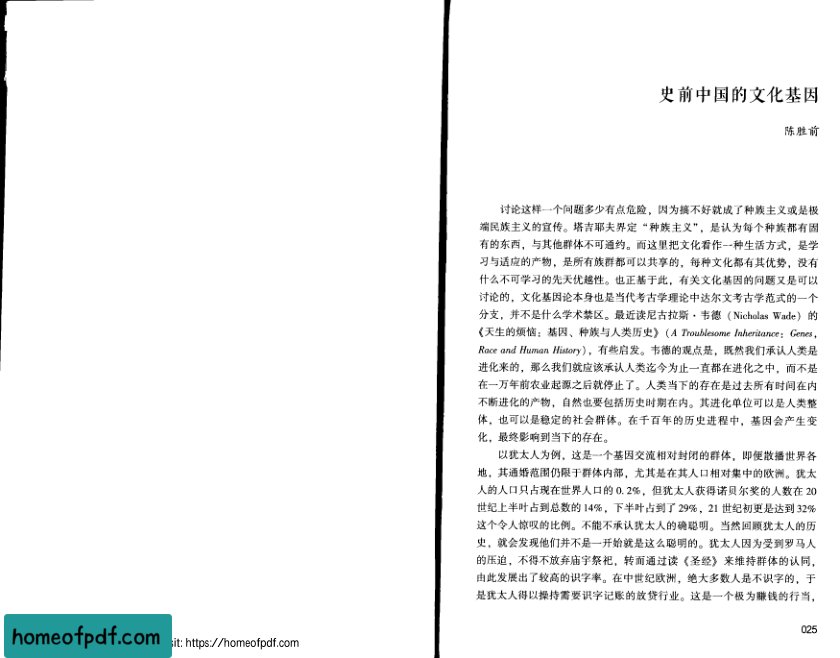 史前中国的文化基因
陈胜前
讨论这样一个问题多少有点危险，因为搞不好就成了种族主义或是极
端民族主义的宣传。塔吉耶夫界定“种族主义”，是认为每个种族都有固
有的东西，与其他群体不可通约。而这里把文化看作一种生活方式，是学
习与适应的产物，是所有族群都可以共享的，每种文化都有其优势，没有
什么不可学习的先天优越性。也正基于此，有关文化基因的问题又是可以
讨论的，文化基因论本身也是当代考古学理论中达尔文考古学范式的一个
分支，并不是什么学术禁区。最近读尼古拉斯·韦德（Nicholas Wade）的
《天生的烦恼：基因、种族与人类历史》（A Troublesome Inheritance: Genes,
Race and Human History），有些启发。韦德的观点是，既然我们承认人类是
进化来的，那么我们就应该承认人类迄今为止一直都在进化之中，而不是
在一万年前农业起源之后就停止了。人类当下的存在是过去所有时间在内
不断进化的产物，自然也要包括历史时期在内。其进化单位可以是人类整
体，也可以是稳定的社会群体。在千百年的历史进程中，基因会产生变
化，最终影响到当下的存在。
以犹太人为例，这是一个基因交流相对封闭的群体，即便散播世界各
地，其通婚范围仍限于群体内部，尤其是在其人口相对集中的欧洲。犹太
人的人口只占现在世界人口的0.2%，但犹太人获得诺贝尔奖的人数在20
世纪上半叶占到总数的14%，下半叶占到了29%，21世纪初更是达到32%
这个令人惊叹的比例。不能不承认犹太人的确聪明。当然回顾犹太人的历
史，就会发现他们并不是一开始就是这么聪明的。犹太人因为受到罗马人
的压迫，不得不放弃庙宇祭祀，转而通过读《圣经》来维持群体的认同，
由此发展出了较高的识字率。在中世纪欧洲，绝大多数人是不识字的，于
是犹太人得以操持需要识字记账的放贷行业。这是一个极为赚钱的行当，
025
homeofpdf.com
sit: https://homeofpdf.com